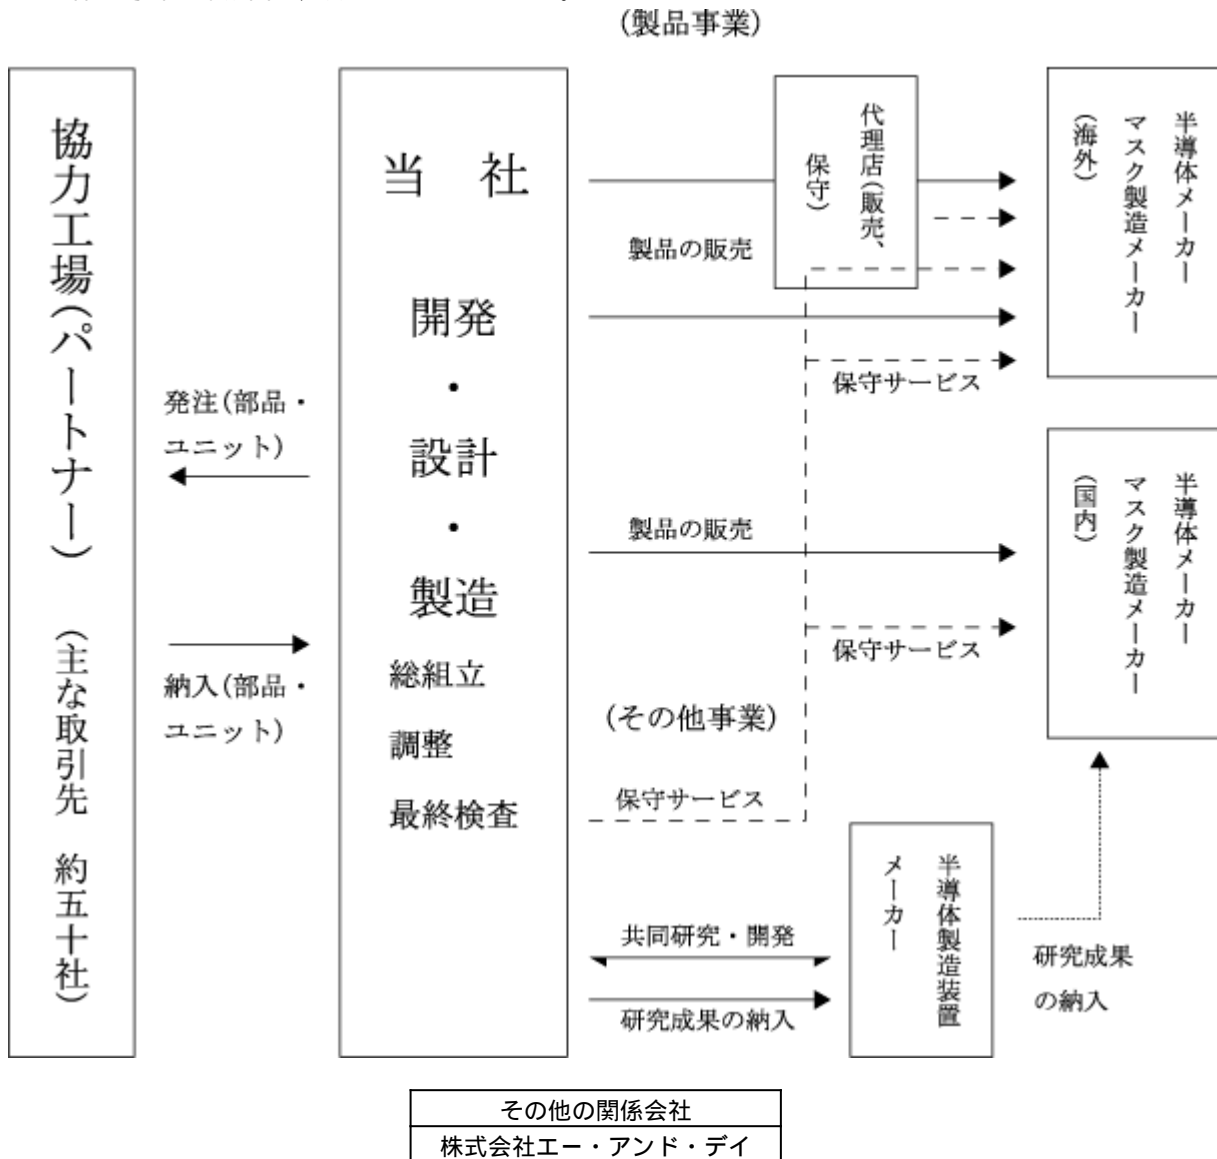 (製品事業)
協力工場(パートナー) (主な取引先 約五十社)
発注(部品・
ユニット)
納入(部品・
ユニット)
当 社
開発
・
設計
・
製造
総組立
調整
最終検査
製品の販売
代理店(販売、
保守)
保守サービス
半導体メーカー
マスク製造メーカー
(海外)
製品の販売
保守サービス
半導体メーカー
マスク製造メーカー
(国内)
(その他事業)
保守サービス
共同研究・開発
研究成果の納入
半導体製造装置
メーカー
研究成果
の納入
その他の関係会社
株式会社エー・アンド・デイ